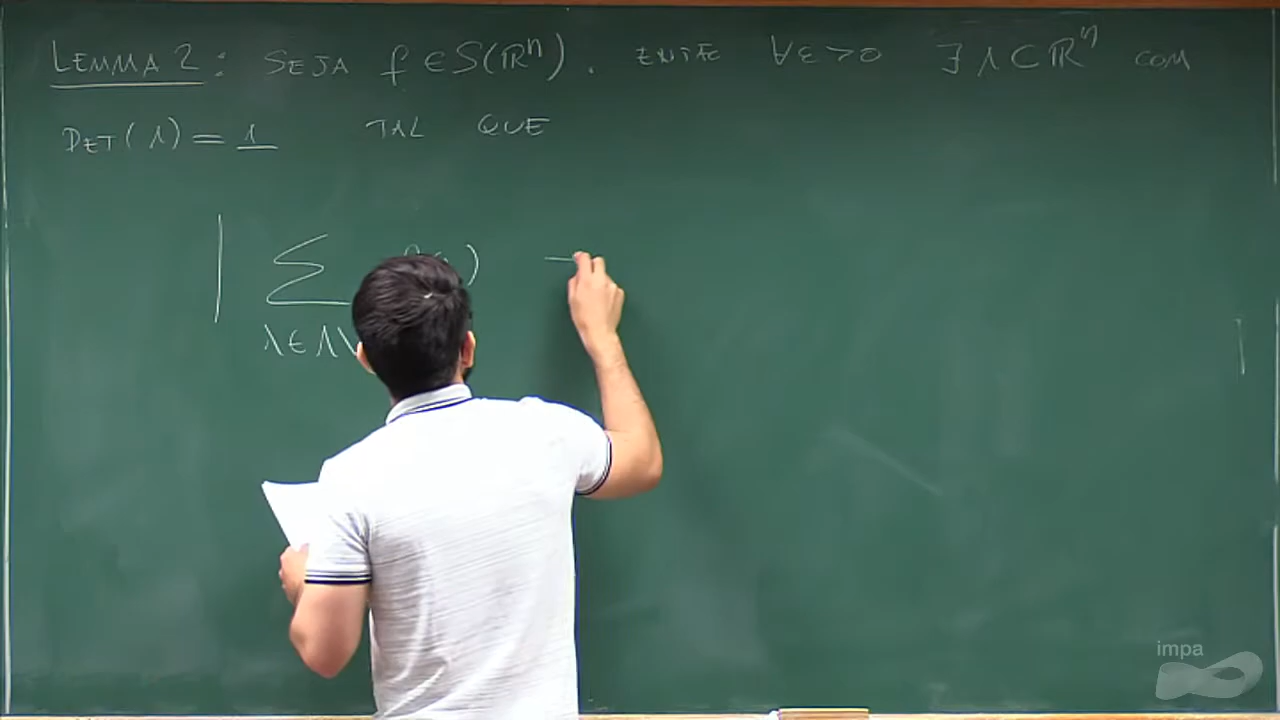 LEMMA 2: SEJA f ∈ S(ℝⁿ). ENTÃO ∀ε>0 ∃ Λ ⊂ ℝⁿ COM
DET(Λ) = 1 TAL QUE
| ∑ f(λ) −
λ∈Λ\
impa